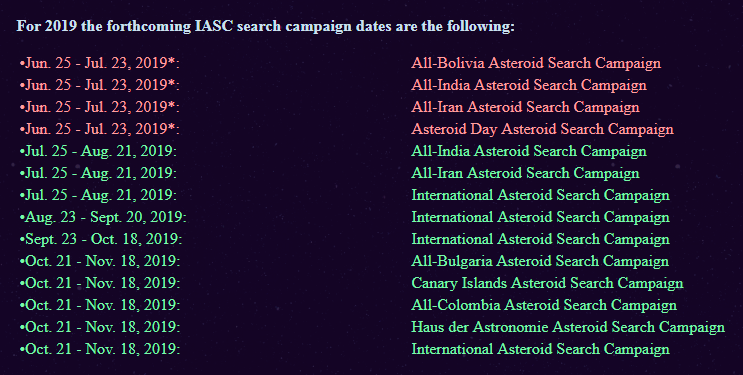 For 2019 the forthcoming IASC search campaign dates are the following:
•Jun. 25 - Jul. 23, 2019*: All-Bolivia Asteroid Search Campaign
•Jun. 25 - Jul. 23, 2019*: All-India Asteroid Search Campaign
•Jun. 25 - Jul. 23, 2019*: All-Iran Asteroid Search Campaign
•Jun. 25 - Jul. 23, 2019*: Asteroid Day Asteroid Search Campaign
•Jul. 25 - Aug. 21, 2019: All-India Asteroid Search Campaign
•Jul. 25 - Aug. 21, 2019: All-Iran Asteroid Search Campaign
•Jul. 25 - Aug. 21, 2019: International Asteroid Search Campaign
•Aug. 23 - Sept. 20, 2019: International Asteroid Search Campaign
•Sept. 23 - Oct. 18, 2019: International Asteroid Search Campaign
•Oct. 21 - Nov. 18, 2019: All-Bulgaria Asteroid Search Campaign
•Oct. 21 - Nov. 18, 2019: Canary Islands Asteroid Search Campaign
•Oct. 21 - Nov. 18, 2019: All-Colombia Asteroid Search Campaign
•Oct. 21 - Nov. 18, 2019: Haus der Astronomie Asteroid Search Campaign
•Oct. 21 - Nov. 18, 2019: International Asteroid Search Campaign